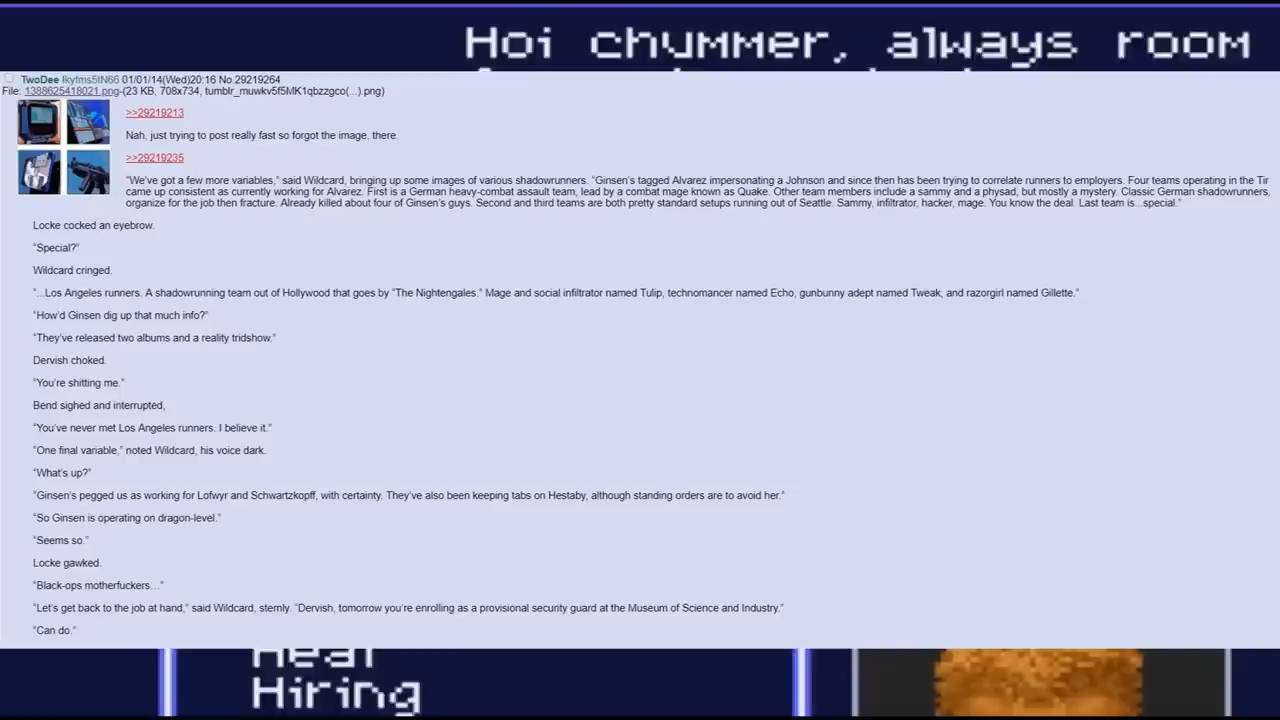 Hoi chummer, always room
TwoDee !kyfms5tN66 01/01/14(Wed)20:16 No.29219264
File: 1388625418021.png-(23 KB, 708x734, tumblr_muwkv5f5MK1qbzzgco(...).png)
>>29219213
Nah, just trying to post really fast so forgot the image, there.
>>29219235
"We've got a few more variables," said Wildcard, bringing up some images of various shadowrunners. "Ginsen's tagged Alvarez impersonating a Johnson and since then has been trying to correlate runners to employers. Four teams operating in the Tir
came up consistent as currently working for Alvarez. First is a German heavy-combat assault team, lead by a combat mage known as Quake. Other team members include a sammy and a physad, but mostly a mystery. Classic German shadowrunners,
organize for the job then fracture. Already killed about four of Ginsen's guys. Second and third teams are both pretty standard setups running out of Seattle. Sammy, infiltrator, hacker, mage. You know the deal. Last team is...special."
Locke cocked an eyebrow.
"Special?"
Wildcard cringed.
"...Los Angeles runners. A shadowrunning team out of Hollywood that goes by "The Nightengales." Mage and social infiltrator named Tulip, technomancer named Echo, gunbunny adept named Tweak, and razorgirl named Gillette."
"How'd Ginsen dig up that much info?"
"They've released two albums and a reality tridshow."
Dervish choked.
"You're shitting me."
Bend sighed and interrupted,
"You've never met Los Angeles runners. I believe it."
"One final variable," noted Wildcard, his voice dark.
"What's up?"
"Ginsen's pegged us as working for Lofwyr and Schwartzkopff, with certainty. They've also been keeping tabs on Hestaby, although standing orders are to avoid her."
"So Ginsen is operating on dragon-level."
"Seems so."
Locke gawked.
"Black-ops motherfuckers..."
"Let's get back to the job at hand," said Wildcard, sternly. "Dervish, tomorrow you're enrolling as a provisional security guard at the Museum of Science and Industry."
"Can do."
Heal
Hiring